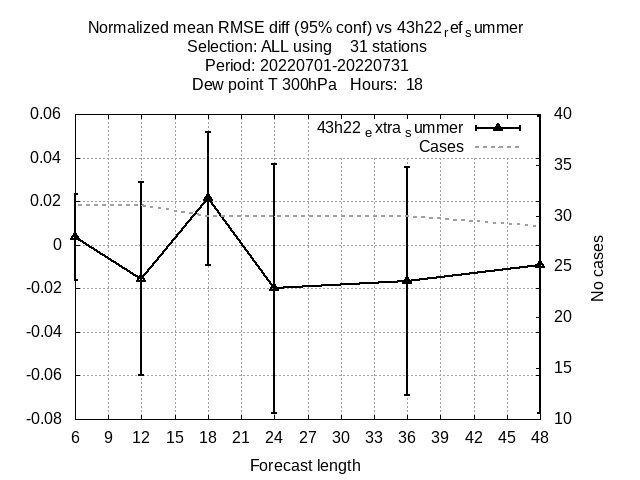 Normalized mean RMSE diff (95% conf) vs 43h22refsummer
Selection: ALL using 31 stations
Period: 20220701-20220731
Dew point T 300hPa Hours: 18
43h22extrasummer
Cases
0.06
0.04
0.02
0
-0.02
-0.04
-0.06
-0.08
40
35
30
25
20
15
10
No cases
6 9 12 15 18 21 24 27 30 33 36 39 42 45 48
Forecast length